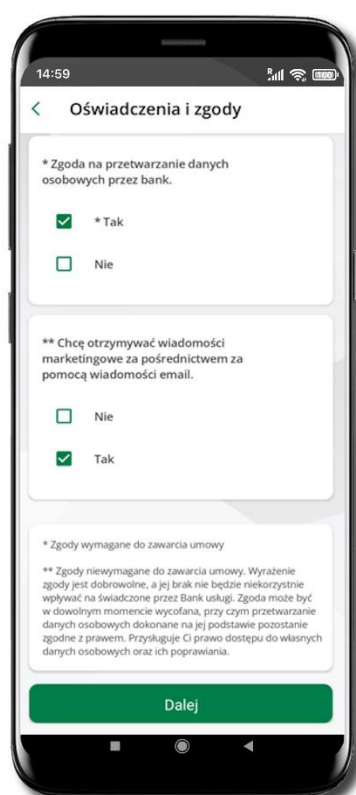 14:59
Oświadczenia i zgody
* Zgoda na przetwarzanie danych
osobowych przez bank.
* Tak
Nie
** Chcę otrzymywać wiadomości
marketingowe za pośrednictwem za
pomocą wiadomości email.
Nie
Tak
* Zgody wymagane do zawarcia umowy
** Zgody niewymagane do zawarcia umowy. Wyrażenie
zgody jest dobrowolne, a jej brak nie będzie niekorzystnie
wpływać na świadczone przez Bank usługi. Zgoda może być
w dowolnym momencie wycofana, przy czym przetwarzanie
danych osobowych dokonane na jej podstawie pozostanie
zgodne z prawem. Przysługuje Ci prawo dostępu do własnych
danych osobowych oraz ich poprawiania.
Dalej